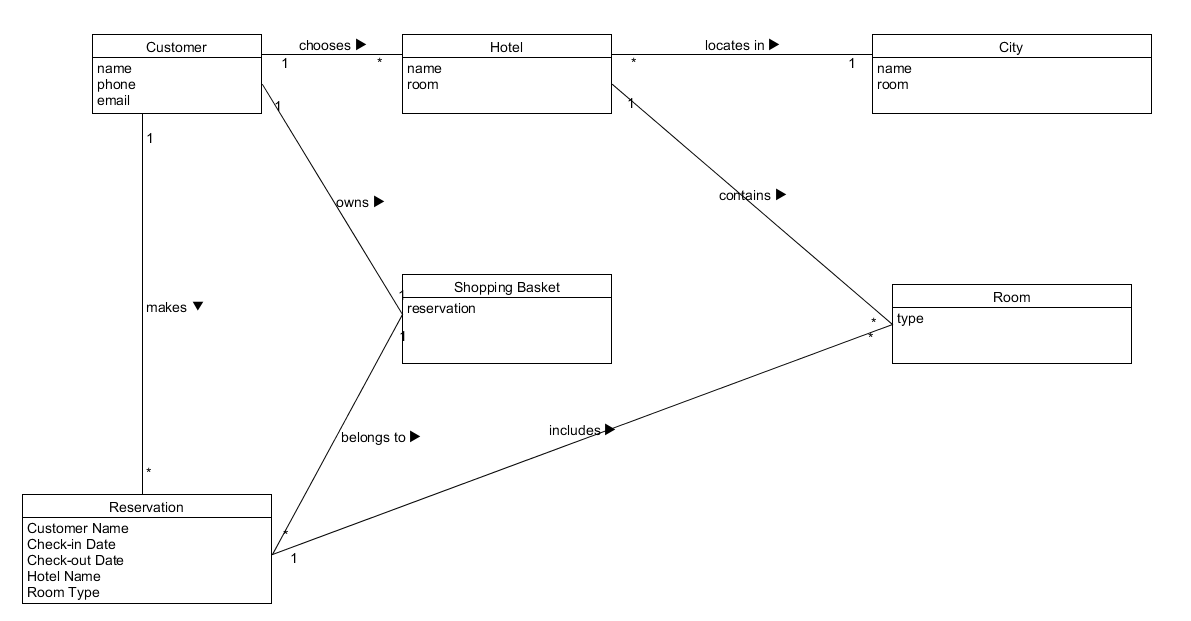 Customer
name
phone
email
chooses ▶
1
*
Hotel
name
room
locates in ▶
*
1
City
name
room
1
1
1
owns ▶
contains ▶
makes ▼
1
Shopping Basket
reservation
1
Room
type
*
*
belongs to ▶
includes ▶
*
*
1
Reservation
Customer Name
Check-in Date
Check-out Date
Hotel Name
Room Type